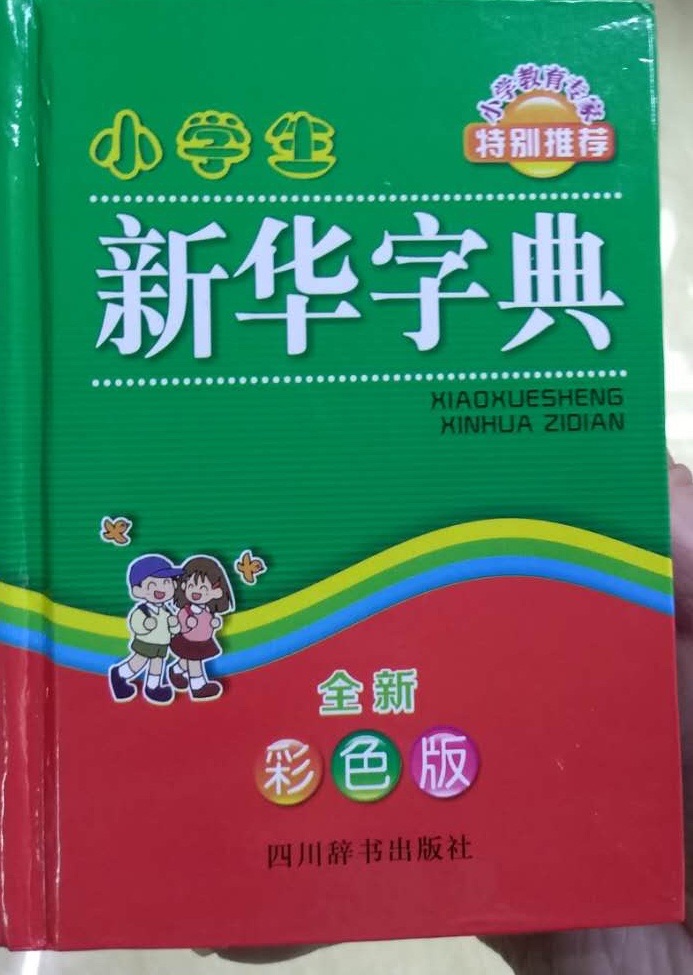 小学教育专家
特别推荐
小学生
新华字典
XIAOXUESHENG
XINHUA ZIDIAN
全新
彩色版
四川辞书出版社